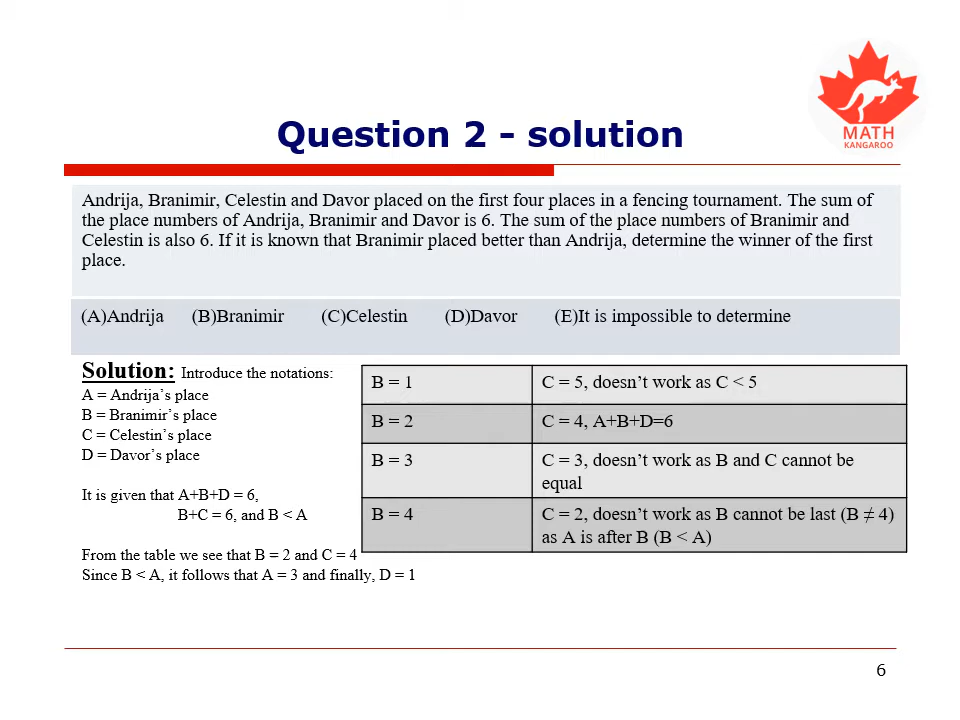 MATH
KANGAROO
Question 2 - solution
Andrija, Branimir, Celestin and Davor placed on the first four places in a fencing tournament. The sum of
the place numbers of Andrija, Branimir and Davor is 6. The sum of the place numbers of Branimir and
Celestin is also 6. If it is known that Branimir placed better than Andrija, determine the winner of the first
place.
(A)Andrija (B)Branimir (C)Celestin (D)Davor (E)It is impossible to determine
Solution: Introduce the notations:
A = Andrija’s place
B = Branimir’s place
C = Celestin’s place
D = Davor’s place
It is given that A+B+D = 6,
B+C = 6, and B < A
From the table we see that B = 2 and C = 4
Since B < A, it follows that A = 3 and finally, D = 1
B = 1 C = 5, doesn’t work as C < 5
B = 2 C = 4, A+B+D=6
B = 3 C = 3, doesn’t work as B and C cannot be
equal
B = 4 C = 2, doesn’t work as B cannot be last (B ≠ 4)
as A is after B (B < A)
6